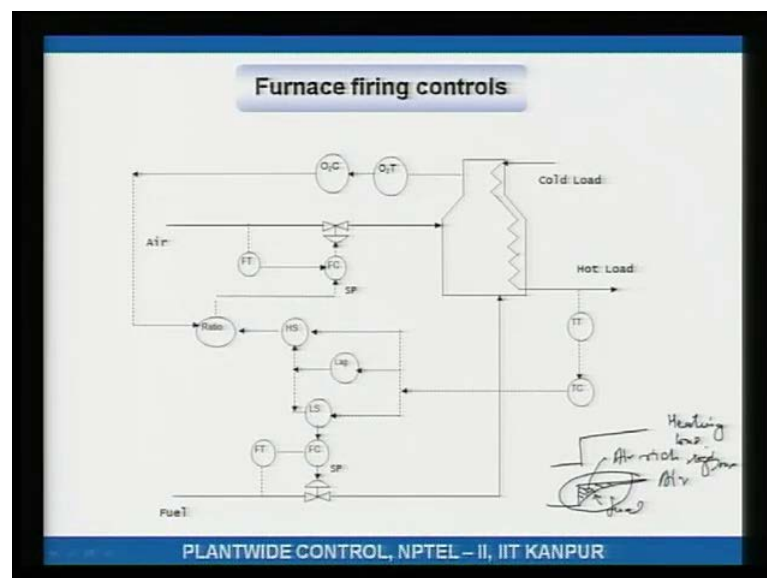 Furnace firing controls
O₂C
O₂T
Cold Load
Air
FT
FC
SP
Hot Load
Ratio
HS
TT
Lag
TC
LS
FT
FC
SP
Fuel
Heating
Air rich
Air
fuel
PLANTWIDE CONTROL, NPTEL – II, IIT KANPUR